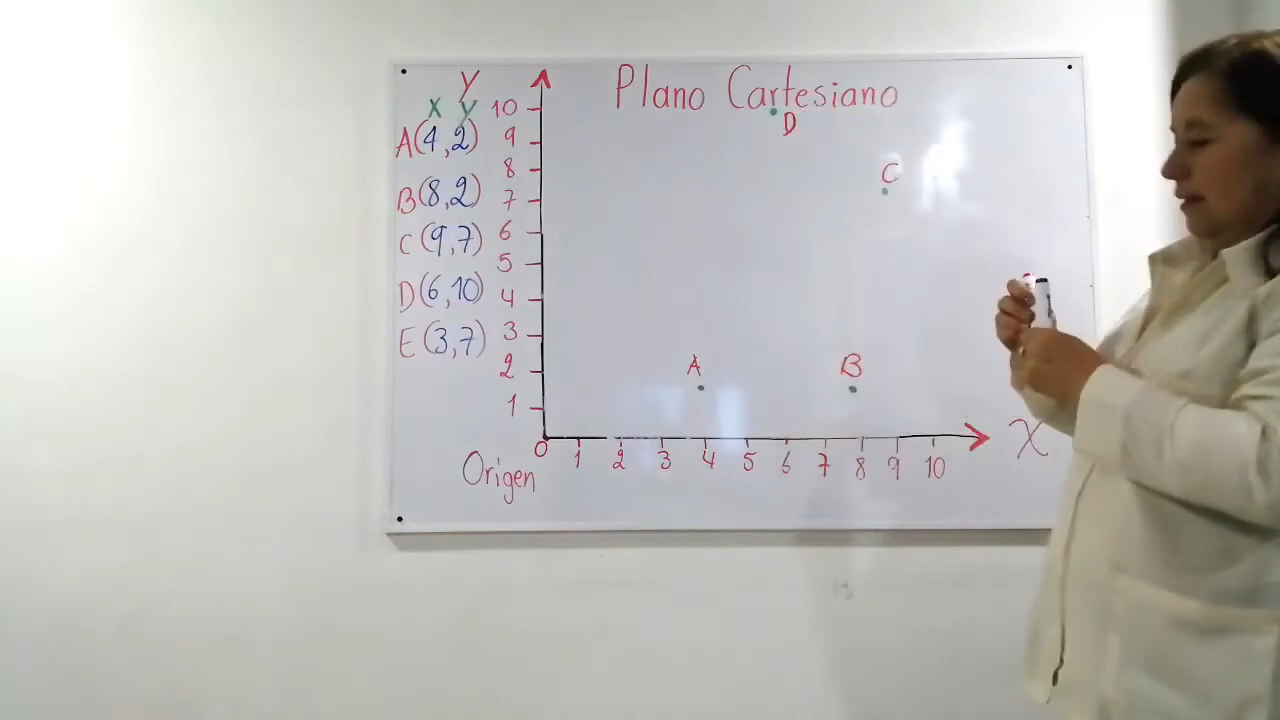 Plano Cartesiano
Y
X Y
A(4,2)
B(8,2)
C(9,7)
D(6,10)
E(3,7)
10
9
8
7
6
5
4
3
2
1
D
C
A
B
0 1 2 3 4 5 6 7 8 9 10
X
Origen